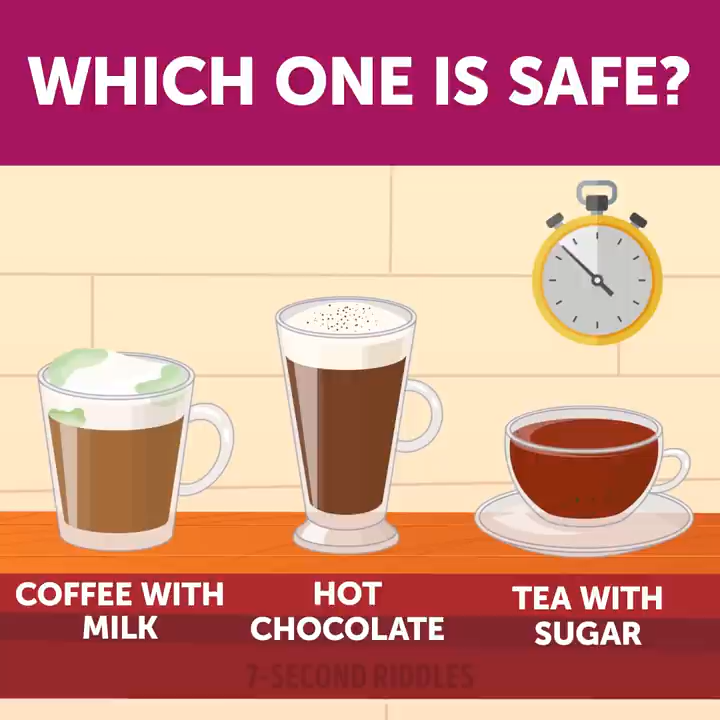 WHICH ONE IS SAFE?
COFFEE WITH
MILK
HOT
CHOCOLATE
TEA WITH
SUGAR
7-SECOND RIDDLES